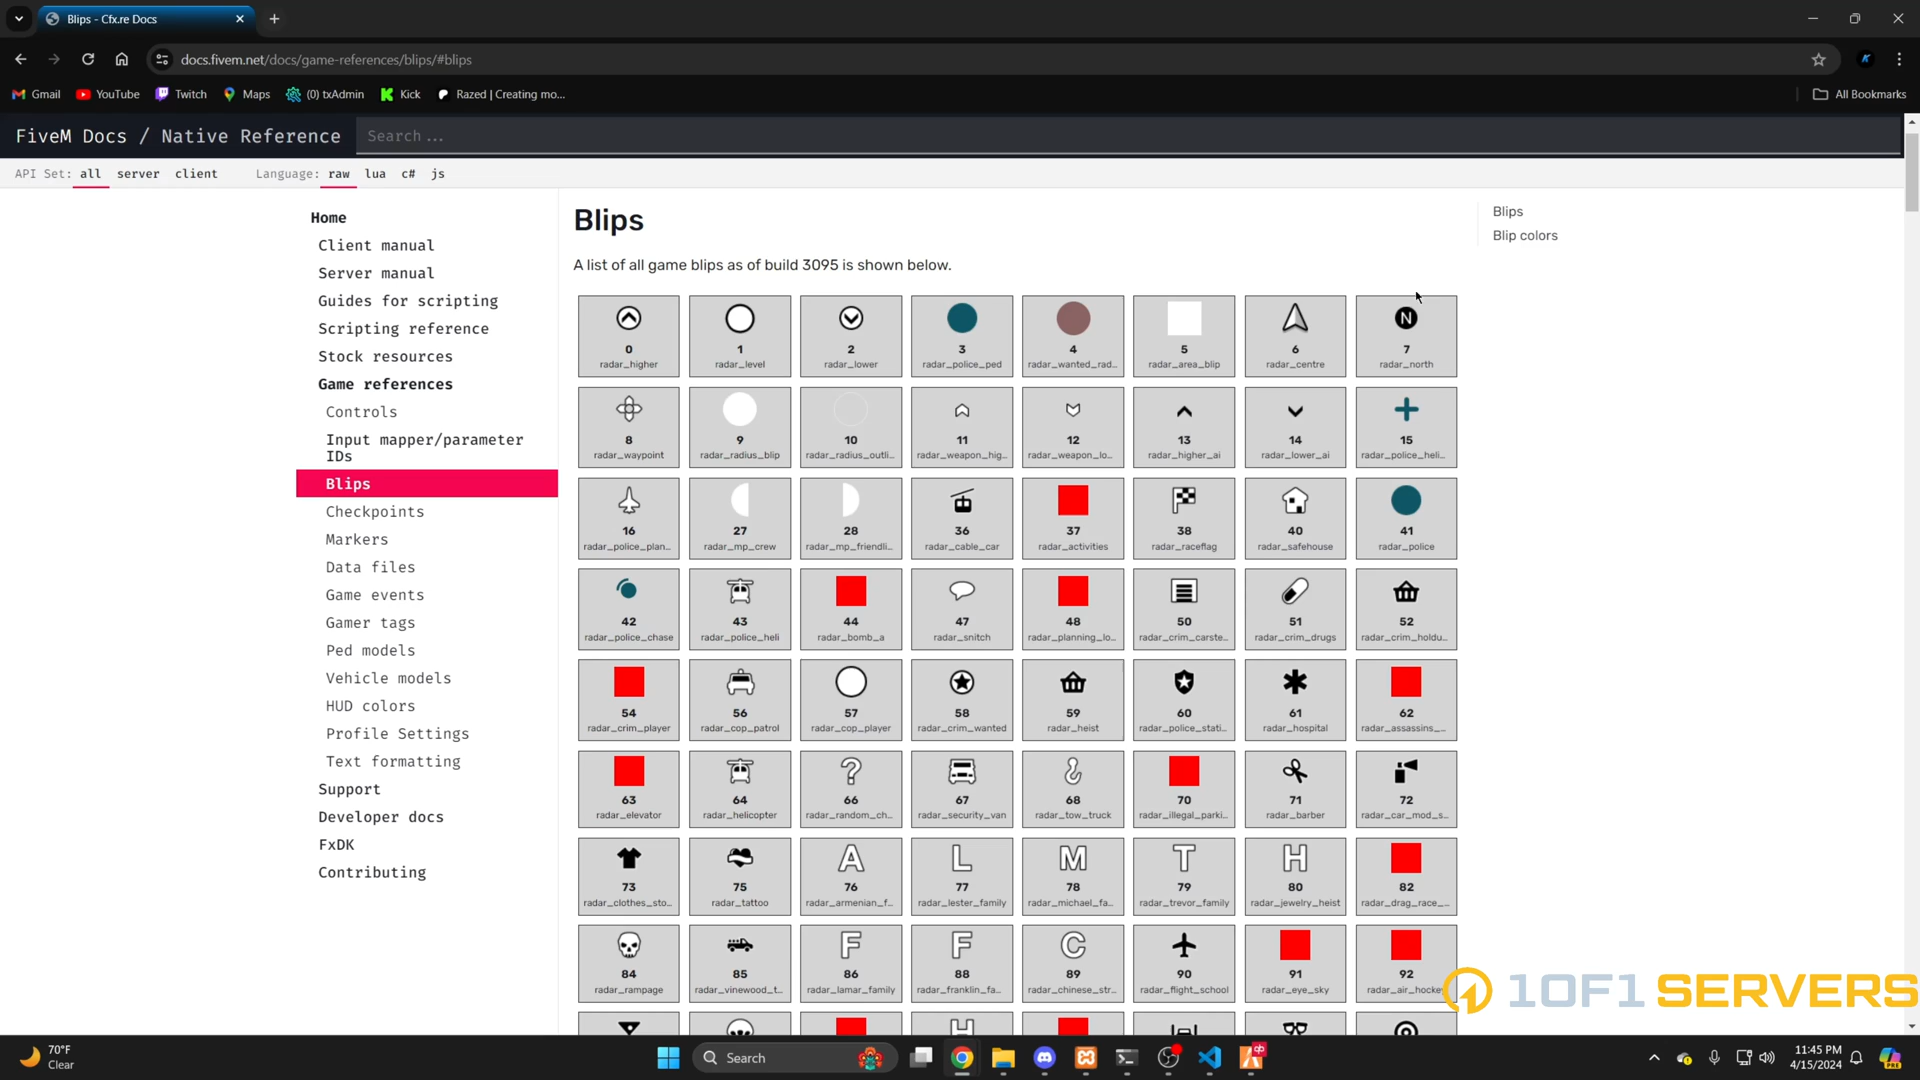 Blips - Cfx.re Docs
docs.fivem.net/docs/game-references/blips/#blips
Gmail YouTube Twitch Maps (0) txAdmin Kick Razed | Creating mo... All Bookmarks
FiveM Docs / Native Reference Search ...
API Set: all server client Language: raw lua c# js
Home
Client manual
Server manual
Guides for scripting
Scripting reference
Stock resources
Game references
Controls
Input mapper/parameter
IDs
Blips
Checkpoints
Markers
Data files
Game events
Gamer tags
Ped models
Vehicle models
HUD colors
Profile Settings
Text formatting
Support
Developer docs
FxDK
Contributing
Blips
A list of all game blips as of build 3095 is shown below.
N
0 1 2 3 4 5 6 7
radar_higher radar_level radar_lower radar_police_ped radar_wanted_rad... radar_area_blip radar_centre radar_north
8 9 10 11 12 13 14 15
radar_waypoint radar_radius_blip radar_radius_outli... radar_weapon_hig... radar_weapon_lo... radar_higher_ai radar_lower_ai radar_police_heli...
16 27 28 36 37 38 40 41
radar_police_plan... radar_mp_crew radar_mp_friendli... radar_cable_car radar_activities radar_raceflag radar_safehouse radar_police
42 43 44 47 48 50 51 52
radar_police_chase radar_police_heli radar_bomb_a radar_snitch radar_planning_lo... radar_crim_carste... radar_crim_drugs radar_crim_holdu...
54 56 57 58 59 60 61 62
radar_crim_player radar_cop_patrol radar_cop_player radar_crim_wanted radar_heist radar_police_stati... radar_hospital radar_assassins_...
63 64 66 67 68 70 71 72
radar_elevator radar_helicopter radar_random_ch... radar_security_van radar_tow_truck radar_illegal_parki... radar_barber radar_car_mod_s...
A L M T H
73 75 76 77 78 79 80 82
radar_clothes_sto... radar_tattoo radar_armenian_f... radar_lester_family radar_michael_fa... radar_trevor_family radar_jewelry_heist radar_drag_race_...
F F C
84 85 86 88 89 90 91 92
radar_rampage radar_vinewood_t... radar_lamar_family radar_franklin_fa... radar_chinese_str... radar_flight_school radar_eye_sky radar_air_hockey
H
Blips
Blip colors
1OF1 SERVERS
70°F
Clear
Search
11:45 PM
4/15/2024